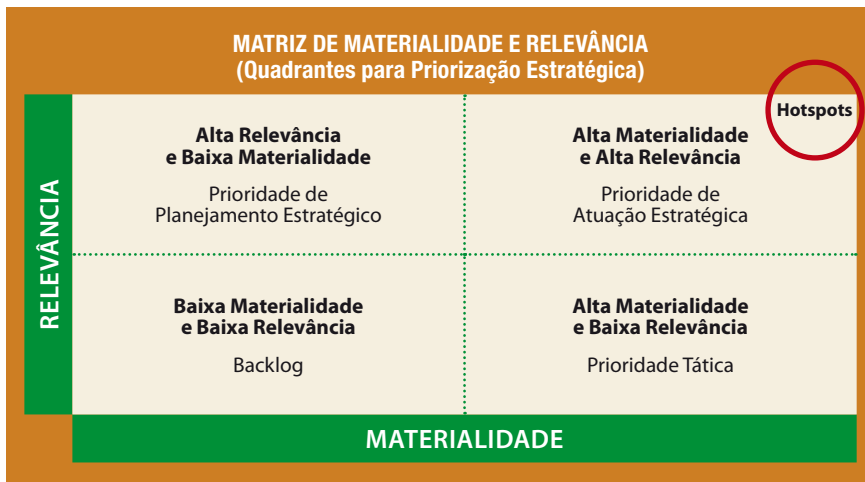 MATRIZ DE MATERIALIDADE E RELEVÂNCIA
(Quadrantes para Priorização Estratégica)
Hotspots
RELEVÂNCIA
Alta Relevância
e Baixa Materialidade
Prioridade de
Planejamento Estratégico
Alta Materialidade
e Alta Relevância
Prioridade de
Atuação Estratégica
Baixa Materialidade
e Baixa Relevância
Backlog
Alta Materialidade
e Baixa Relevância
Prioridade Tática
MATERIALIDADE